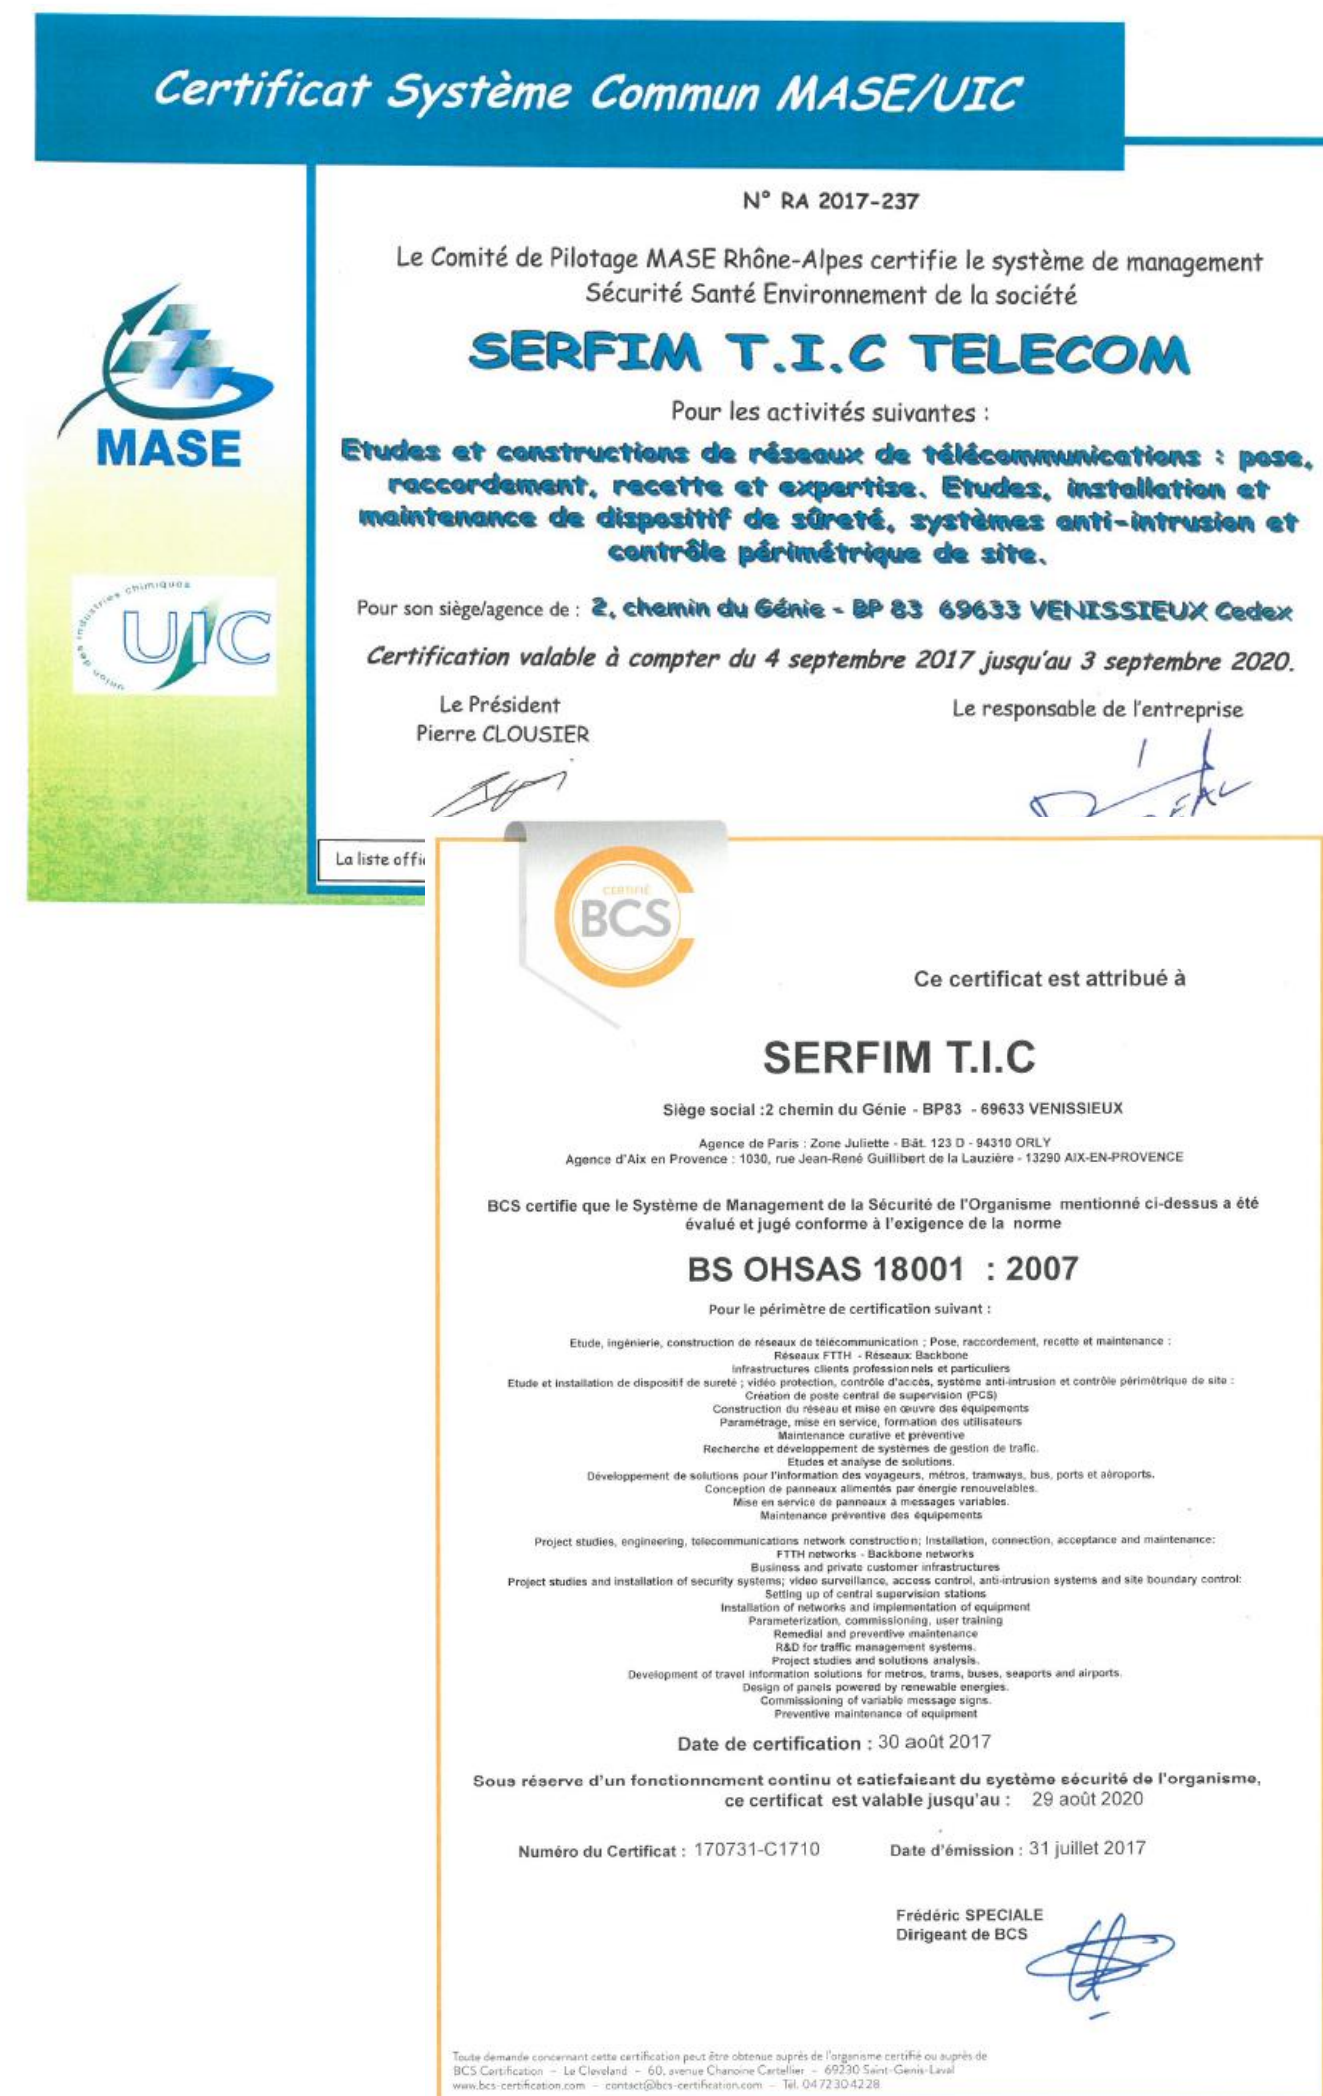 Certificat Système Commun MASE/UIC
N° RA 2017-237
Le Comité de Pilotage MASE Rhône-Alpes certifie le système de management
Sécurité Santé Environnement de la société
SERFIM T.I.C TELECOM
Pour les activités suivantes :
Etudes et constructions de réseaux de télécommunications : pose,
raccordement, recette et expertise. Etudes, installation et
maintenance de dispositif de sûreté, systèmes anti-intrusion et
contrôle périmétrique de site.
Pour son siège/agence de : 2, chemin du Génie - BP 83 69633 VENISSIEUX Cedex
Certification valable à compter du 4 septembre 2017 jusqu'au 3 septembre 2020.
Le Président
Pierre CLOUSIER
Le responsable de l'entreprise
MASE
union des industries chimiques
UIC
La liste offi
CERTIFIÉ
BCS
Ce certificat est attribué à
SERFIM T.I.C
Siège social :2 chemin du Génie - BP83 - 69633 VENISSIEUX
Agence de Paris : Zone Juliette - Bât. 123 D - 94310 ORLY
Agence d'Aix en Provence : 1030, rue Jean-René Guillibert de la Lauzière - 13290 AIX-EN-PROVENCE
BCS certifie que le Système de Management de la Sécurité de l'Organisme mentionné ci-dessus a été
évalué et jugé conforme à l'exigence de la norme
BS OHSAS 18001 : 2007
Pour le périmètre de certification suivant :
Etude, ingénierie, construction de réseaux de télécommunication ; Pose, raccordement, recette et maintenance :
Réseaux FTTH - Réseaux Backbone
Infrastructures clients professionnels et particuliers
Etude et installation de dispositif de sureté ; vidéo protection, contrôle d'accès, système anti-intrusion et contrôle périmétrique de site :
Création de poste central de supervision (PCS)
Construction du réseau et mise en œuvre des équipements
Paramétrage, mise en service, formation des utilisateurs
Maintenance curative et préventive
Recherche et développement de systèmes de gestion de trafic.
Etudes et analyse de solutions.
Développement de solutions pour l'information des voyageurs, métros, tramways, bus, ports et aéroports.
Conception de panneaux alimentés par énergie renouvelables.
Mise en service de panneaux à messages variables.
Maintenance préventive des équipements
Project studies, engineering, telecommunications network construction; Installation, connection, acceptance and maintenance:
FTTH networks - Backbone networks
Business and private customer infrastructures
Project studies and installation of security systems; video surveillance, access control, anti-intrusion systems and site boundary control:
Setting up of central supervision stations
Installation of networks and implementation of equipment
Parameterization, commissioning, user training
Remedial and preventive maintenance
R&D for traffic management systems.
Project studies and solutions analysis.
Development of travel information solutions for metros, trams, buses, seaports and airports.
Design of panels powered by renewable energies.
Commissioning of variable message signs.
Preventive maintenance of equipment
Date de certification : 30 août 2017
Sous réserve d'un fonctionnement continu et satisfaisant du système sécurité de l'organisme,
ce certificat est valable jusqu'au : 29 août 2020
Numéro du Certificat : 170731-C1710
Date d'émission : 31 juillet 2017
Frédéric SPECIALE
Dirigeant de BCS
Toute demande concernant cette certification peut être obtenue auprès de l'organisme certifié ou auprès de
BCS Certification – Le Cleveland – 60, avenue Chanoine Cartellier – 69230 Saint-Genis-Laval
www.bcs-certification.com – contact@bcs-certification.com – Tél. 0472304228